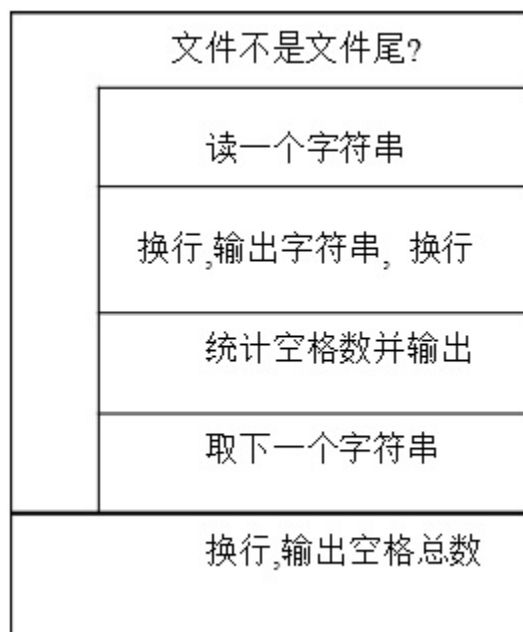 文件不是文件尾?
读一个字符串
换行,输出字符串, 换行
统计空格数并输出
取下一个字符串
换行,输出空格总数